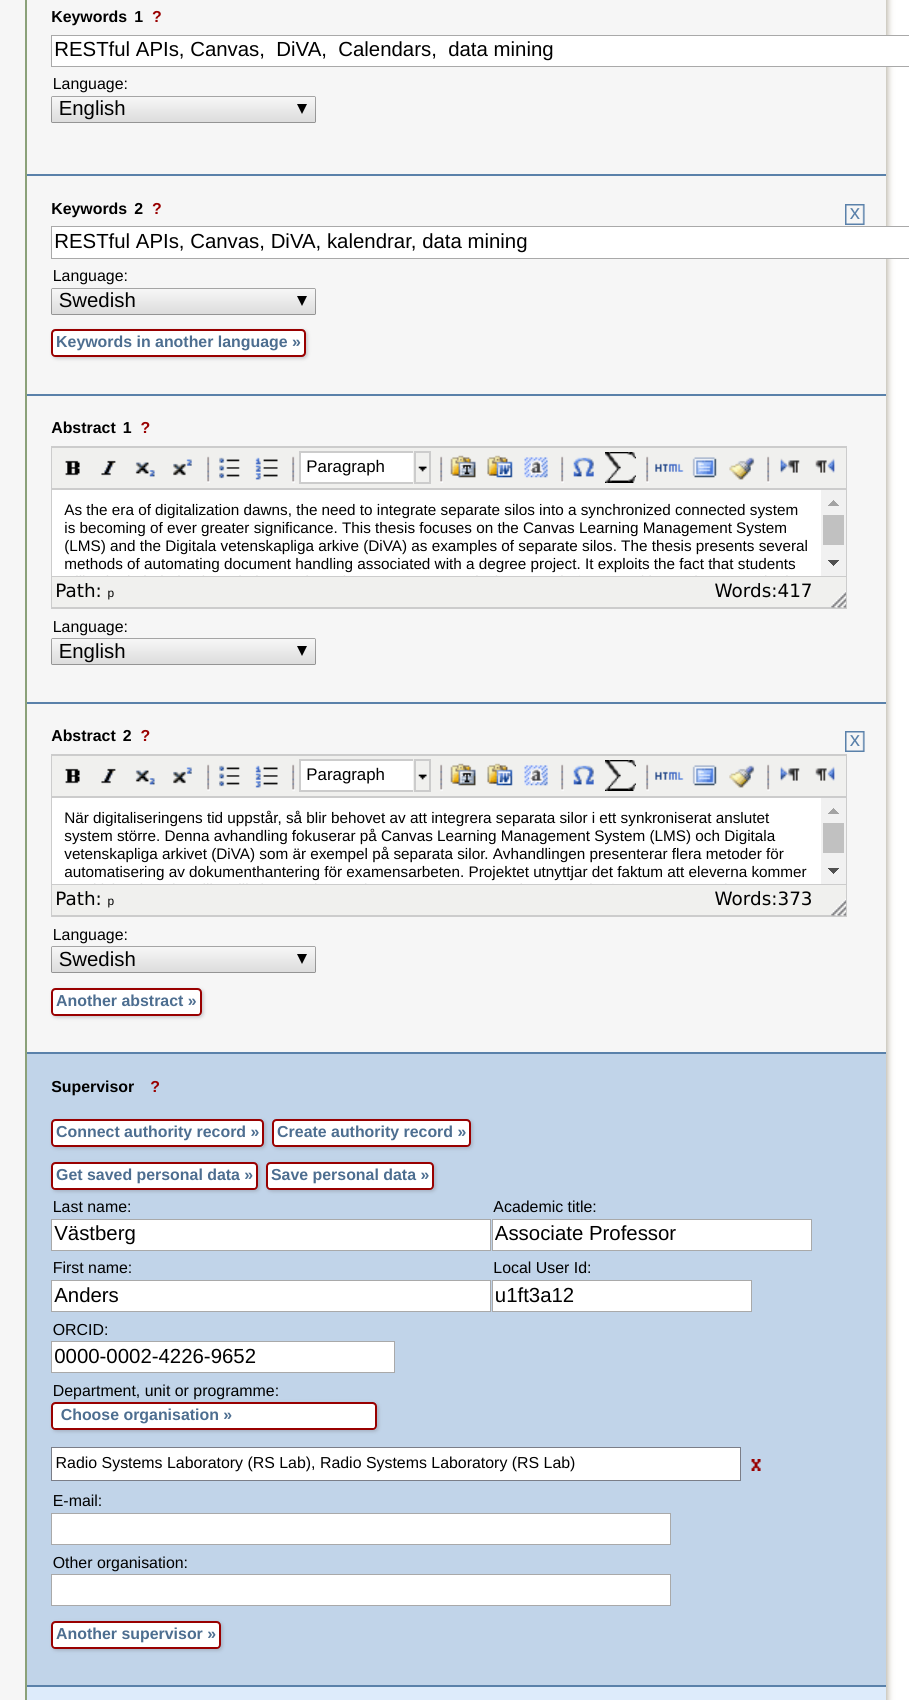 Keywords 1 ?
RESTful APIs, Canvas,  DiVA,  Calendars,  data mining
Language:
English ▼
Keywords 2 ?
X
RESTful APIs, Canvas, DiVA, kalendrar, data mining
Language:
Swedish ▼
Keywords in another language »
Abstract 1 ?
B I x₂ x² Paragraph T W a Ω Σ HTML ¶ ¶
As the era of digitalization dawns, the need to integrate separate silos into a synchronized connected system
is becoming of ever greater significance. This thesis focuses on the Canvas Learning Management System
(LMS) and the Digitala vetenskapliga arkive (DiVA) as examples of separate silos. The thesis presents several
methods of automating document handling associated with a degree project. It exploits the fact that students
Path: p Words:417
Language:
English ▼
Abstract 2 ?
X
B I x₂ x² Paragraph T W a Ω Σ HTML ¶ ¶
När digitaliseringens tid uppstår, så blir behovet av att integrera separata silor i ett synkroniserat anslutet
system större. Denna avhandling fokuserar på Canvas Learning Management System (LMS) och Digitala
vetenskapliga arkivet (DiVA) som är exempel på separata silor. Avhandlingen presenterar flera metoder för
automatisering av dokumenthantering för examensarbeten. Projektet utnyttjar det faktum att eleverna kommer
Path: p Words:373
Language:
Swedish ▼
Another abstract »
Supervisor ?
Connect authority record » Create authority record »
Get saved personal data » Save personal data »
Last name: Academic title:
Västberg Associate Professor
First name: Local User Id:
Anders u1ft3a12
ORCID:
0000-0002-4226-9652
Department, unit or programme:
Choose organisation »
Radio Systems Laboratory (RS Lab), Radio Systems Laboratory (RS Lab) x
E-mail:
Other organisation:
Another supervisor »